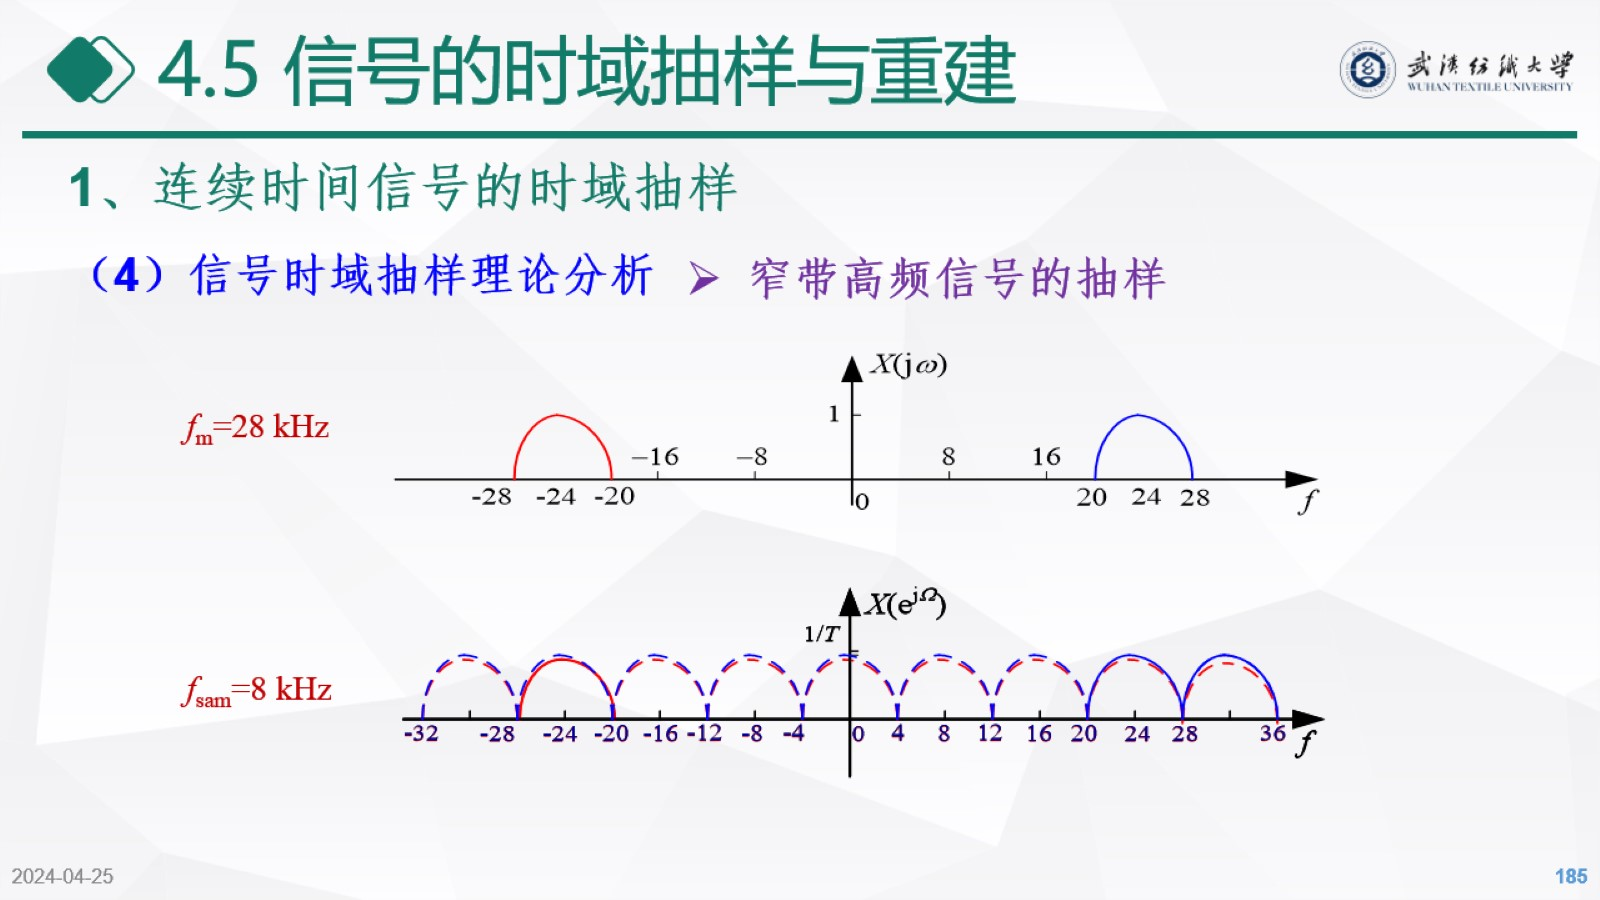 4.5 信号的时域抽样与重建
武汉纺织大学
WUHAN TEXTILE UNIVERSITY
1、连续时间信号的时域抽样
（4）信号时域抽样理论分析 ➢ 窄带高频信号的抽样
X(jω)
fm=28 kHz
1
–16 –8 8 16
-28 -24 -20 0 20 24 28 f
X(e^jΩ)
1/T
fsam=8 kHz
-32 -28 -24 -20 -16 -12 -8 -4 0 4 8 12 16 20 24 28 36 f
2024-04-25
185